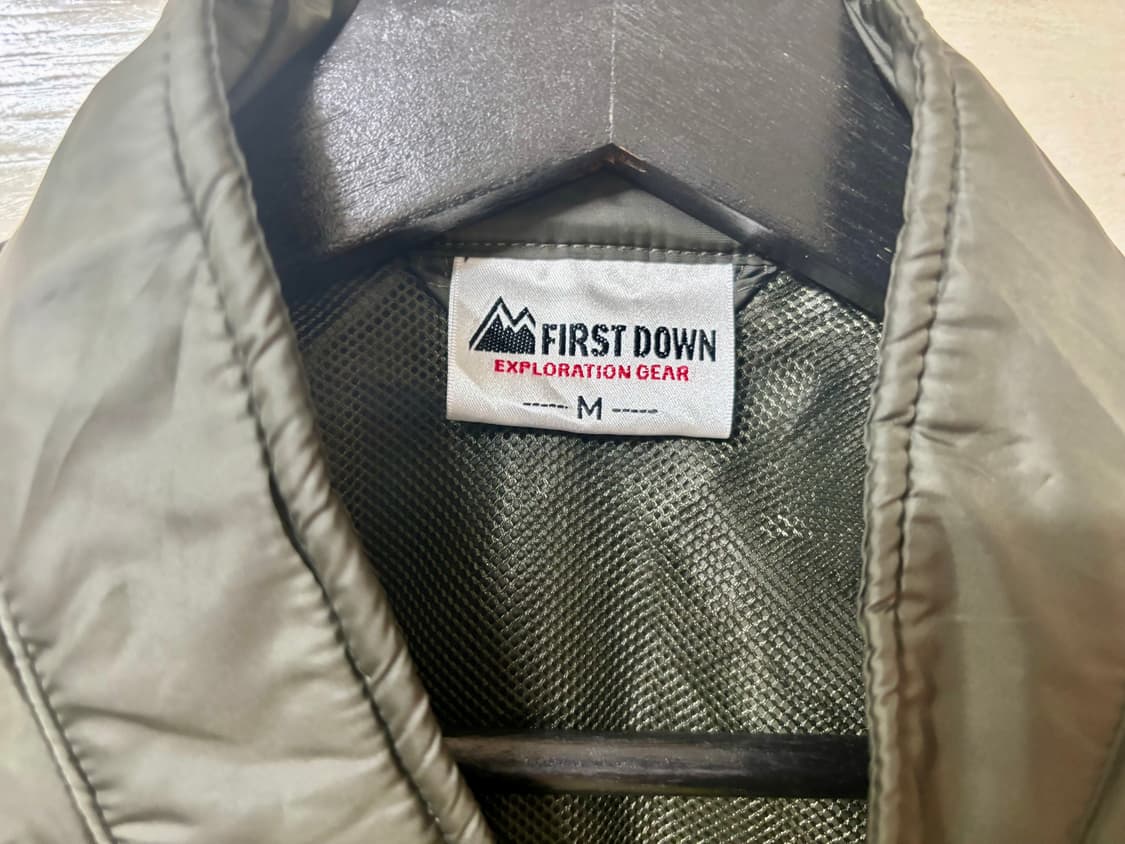 FIRST DOWN
EXPLORATION GEAR
----- M -----